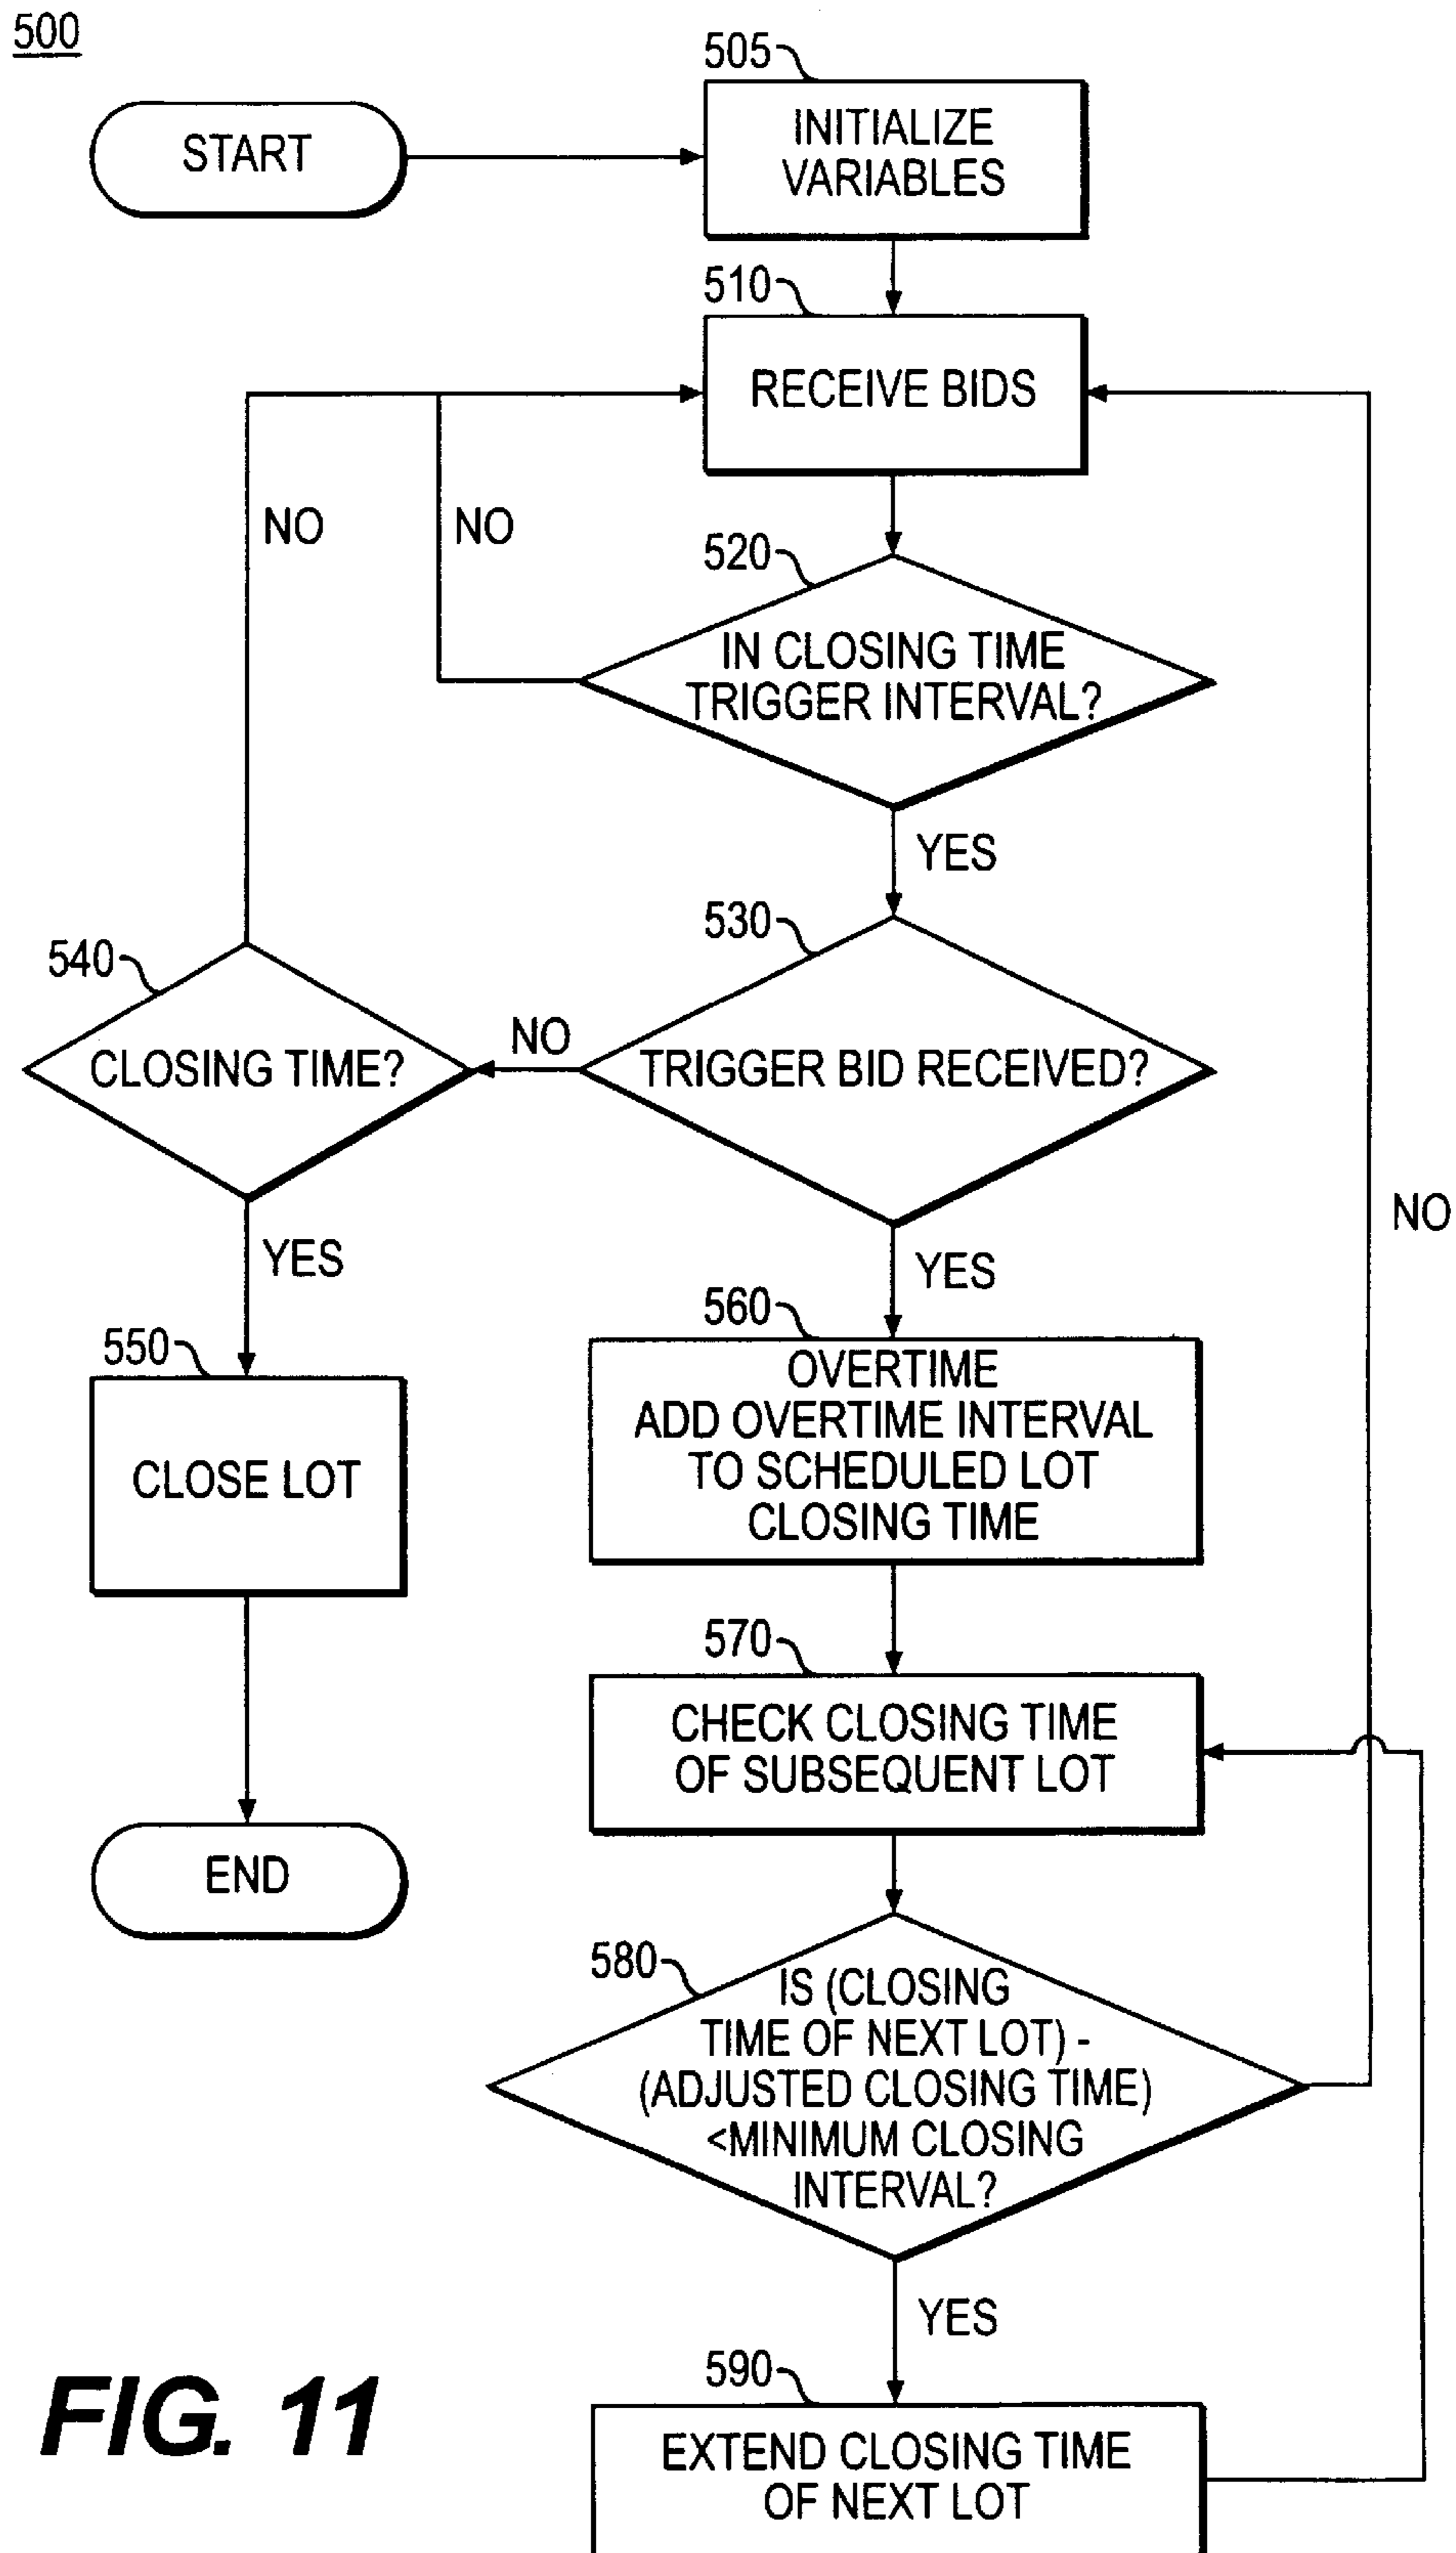 500
505
START
INITIALIZE
VARIABLES
510
RECEIVE BIDS
NO
NO
520
IN CLOSING TIME
TRIGGER INTERVAL?
YES
530
540
NO
CLOSING TIME?
TRIGGER BID RECEIVED?
NO
YES
YES
560
550
OVERTIME
ADD OVERTIME INTERVAL
TO SCHEDULED LOT
CLOSING TIME
CLOSE LOT
570
CHECK CLOSING TIME
OF SUBSEQUENT LOT
END
580
IS (CLOSING
TIME OF NEXT LOT) -
(ADJUSTED CLOSING TIME)
<MINIMUM CLOSING
INTERVAL?
YES
590
EXTEND CLOSING TIME
OF NEXT LOT
FIG. 11